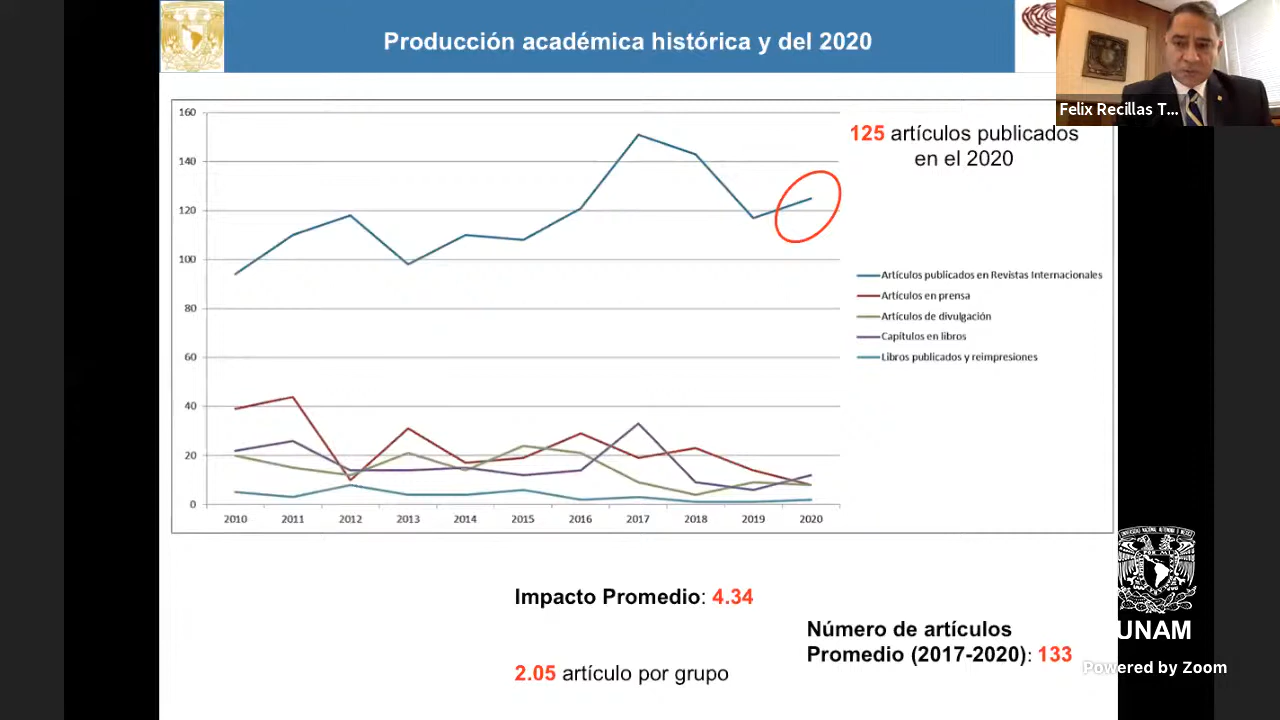 Producción académica histórica y del 2020
Felix Recillas T...
125 artículos publicados
en el 2020
160
140
120
100
80
60
40
20
0
2010 2011 2012 2013 2014 2015 2016 2017 2018 2019 2020
Artículos publicados en Revistas Internacionales
Artículos en prensa
Artículos de divulgación
Capítulos en libros
Libros publicados y reimpresiones
Impacto Promedio: 4.34
2.05 artículo por grupo
Número de artículos
Promedio (2017-2020): 133
UNAM
Powered by Zoom